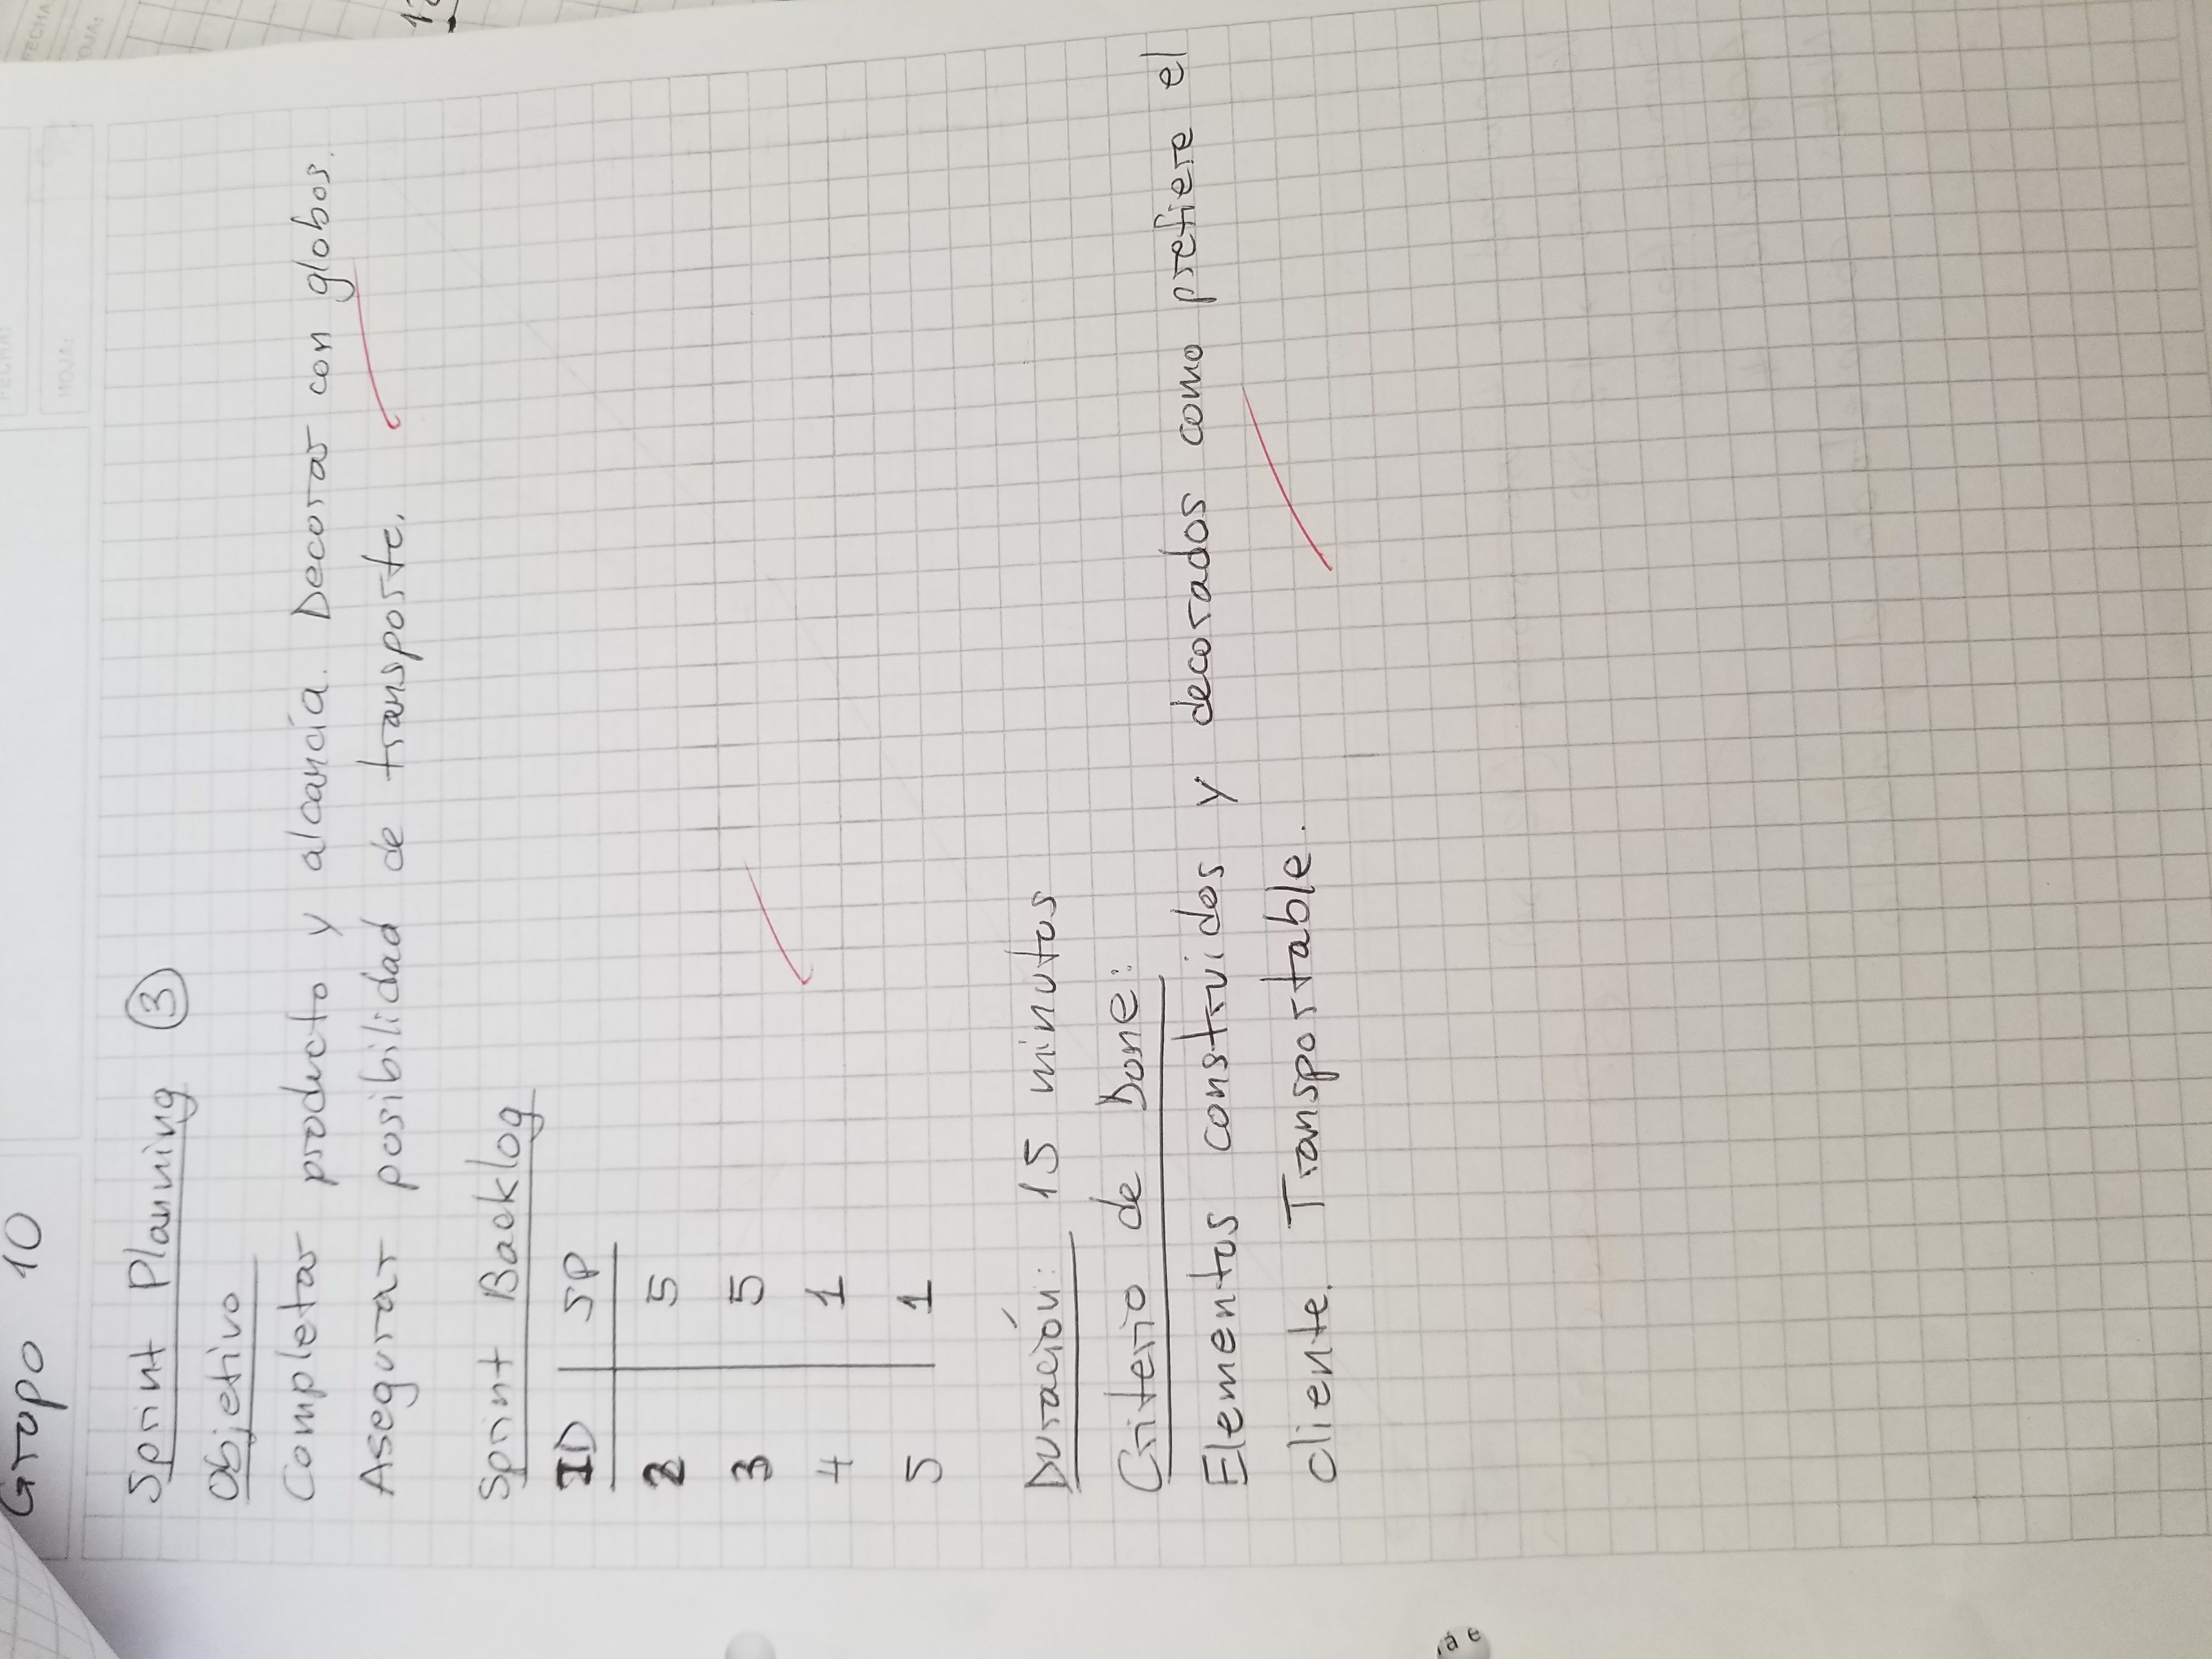 Grupo 10
FECHA:
HOJA:
Sprint Planning 3
Objetivo
Completar producto y alcancía. Decorar con globos.
Asegurar posibilidad de transporte.
Sprint Backlog
ID SP
2 5
3 5
4 1
5 1
Duración: 15 minutos
Criterio de Done:
Elementos construidos y decorados como prefiere el
cliente. Transportable.